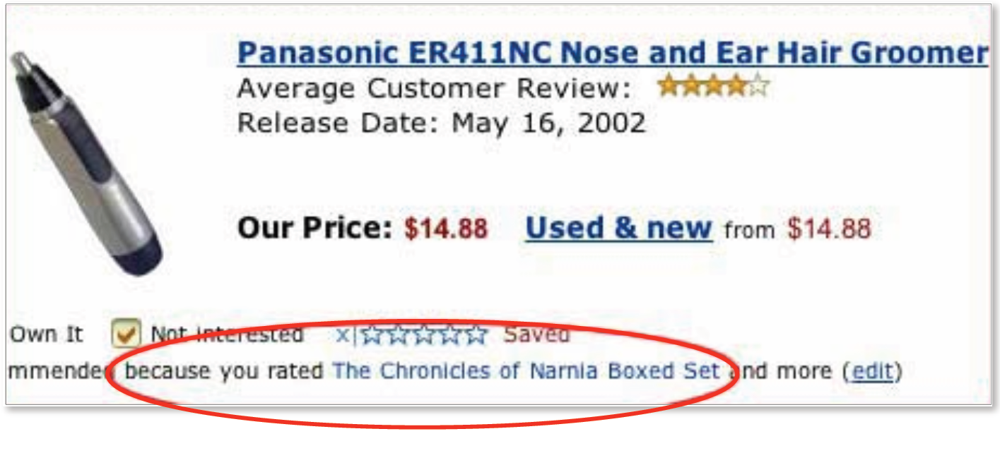 Panasonic ER411NC Nose and Ear Hair Groomer
Average Customer Review:
Release Date: May 16, 2002
Our Price: $14.88 Used & new from $14.88
Own It Not interested x| Saved
mmended because you rated The Chronicles of Narnia Boxed Set and more (edit)